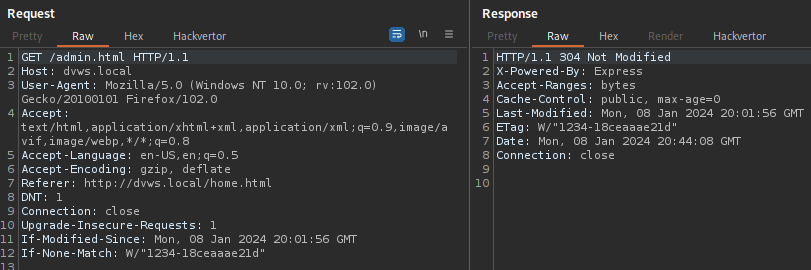 Request
Pretty Raw Hex Hackvertor \n
1 GET /admin.html HTTP/1.1
2 Host: dvws.local
3 User-Agent: Mozilla/5.0 (Windows NT 10.0; rv:102.0)
Gecko/20100101 Firefox/102.0
4 Accept:
text/html,application/xhtml+xml,application/xml;q=0.9,image/a
vif,image/webp,*/*;q=0.8
5 Accept-Language: en-US,en;q=0.5
6 Accept-Encoding: gzip, deflate
7 Referer: http://dvws.local/home.html
8 DNT: 1
9 Connection: close
10 Upgrade-Insecure-Requests: 1
11 If-Modified-Since: Mon, 08 Jan 2024 20:01:56 GMT
12 If-None-Match: W/"1234-18ceaaae21d"
13
Response
Pretty Raw Hex Render Hackvertor
1 HTTP/1.1 304 Not Modified
2 X-Powered-By: Express
3 Accept-Ranges: bytes
4 Cache-Control: public, max-age=0
5 Last-Modified: Mon, 08 Jan 2024 20:01:56 GMT
6 ETag: W/"1234-18ceaaae21d"
7 Date: Mon, 08 Jan 2024 20:44:08 GMT
8 Connection: close
9
10